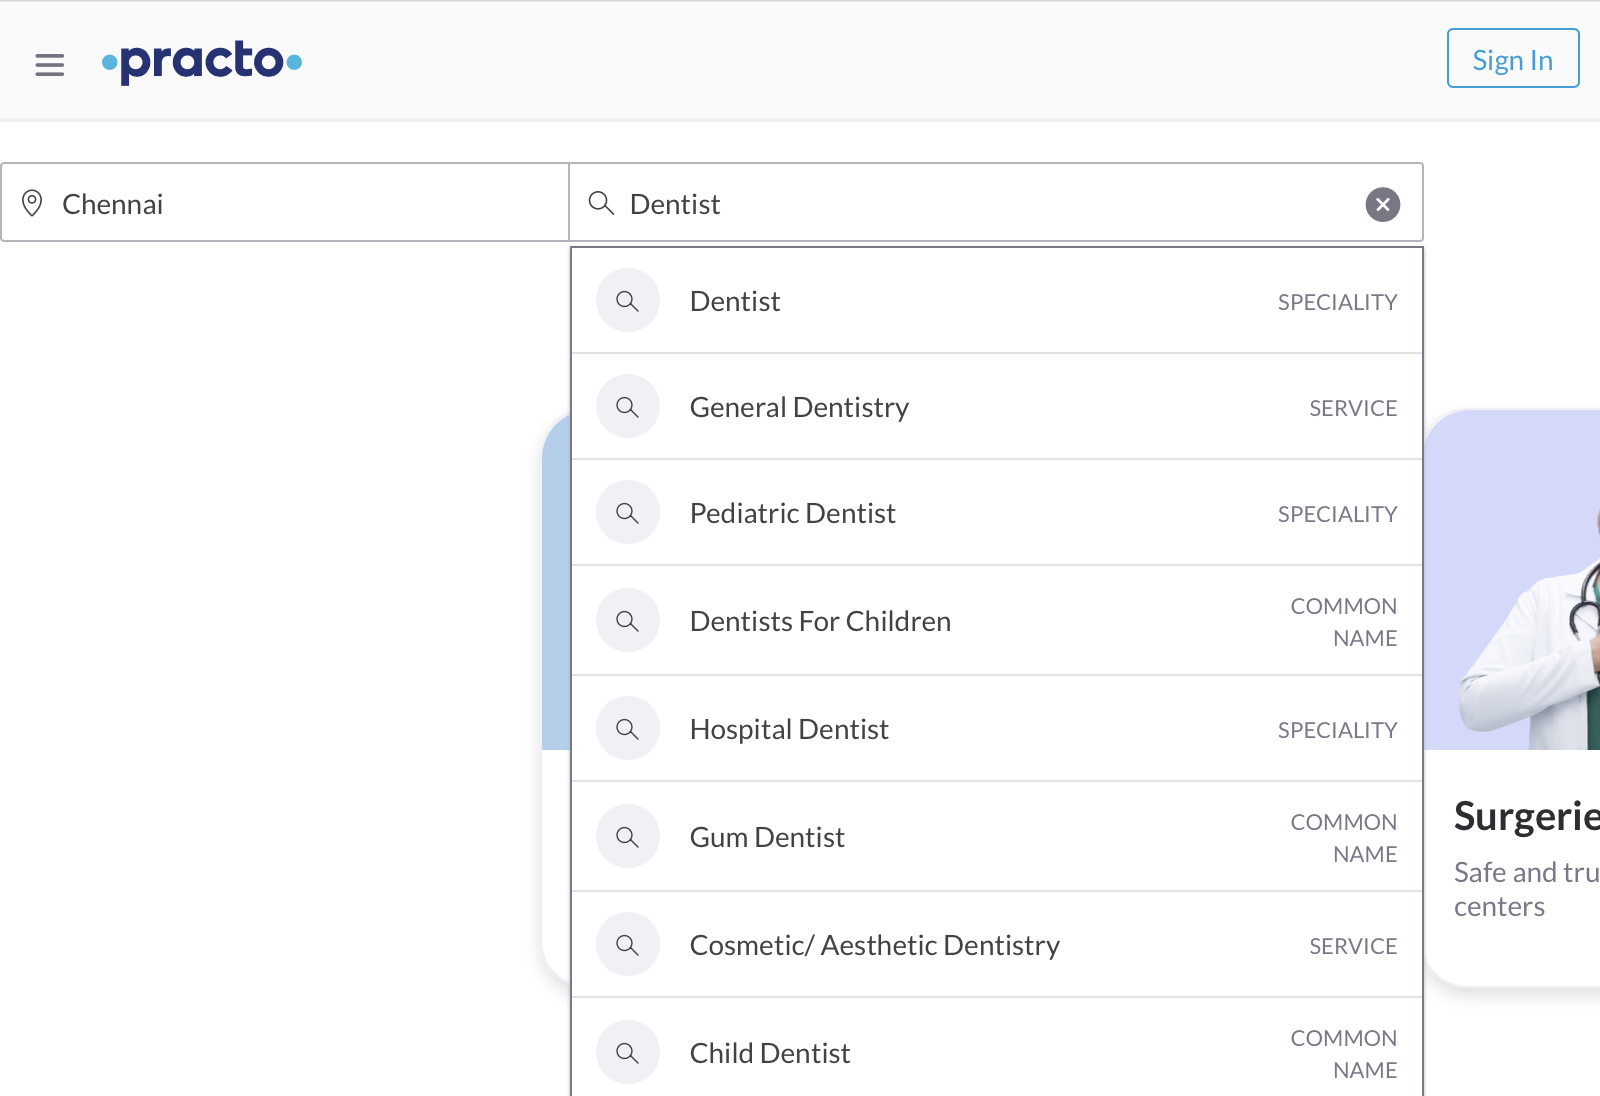 practo
Sign In
Chennai
Dentist
Dentist SPECIALITY
General Dentistry SERVICE
Pediatric Dentist SPECIALITY
Dentists For Children COMMON
NAME
Hospital Dentist SPECIALITY
Gum Dentist COMMON
NAME
Cosmetic/ Aesthetic Dentistry SERVICE
Child Dentist COMMON
NAME
Surgerie
Safe and tru
centers